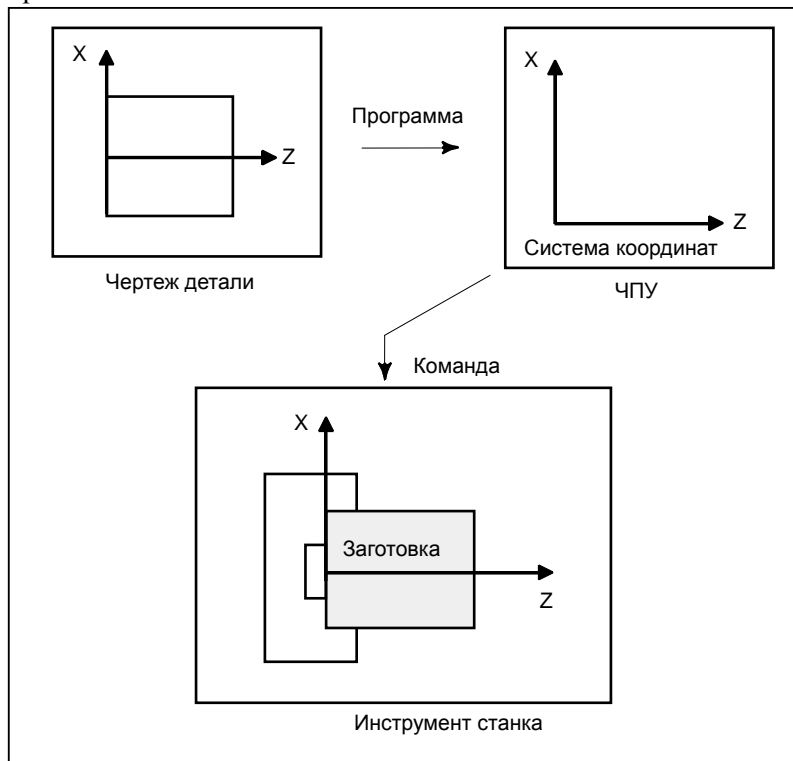 X
Z
Чертеж детали
Программа
X
Z
Система координат
ЧПУ
Команда
X
Заготовка
Z
Инструмент станка